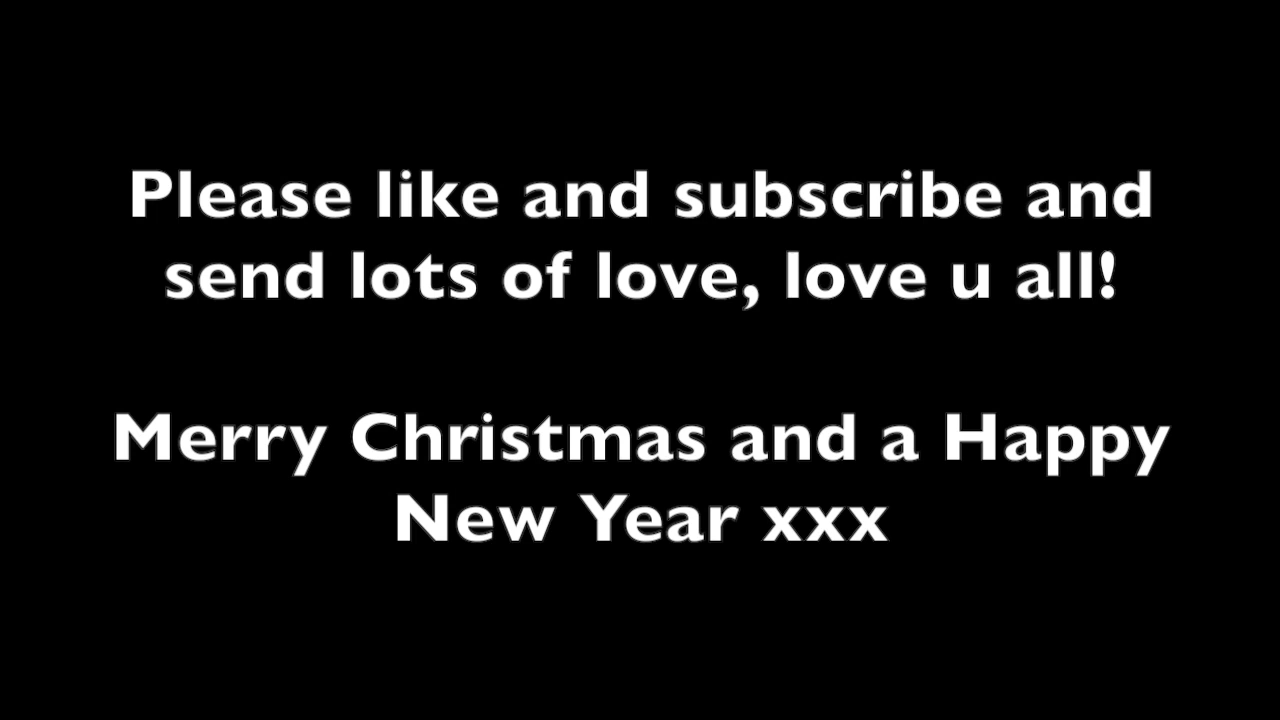 Please like and subscribe and
send lots of love, love u all!
Merry Christmas and a Happy
New Year xxx